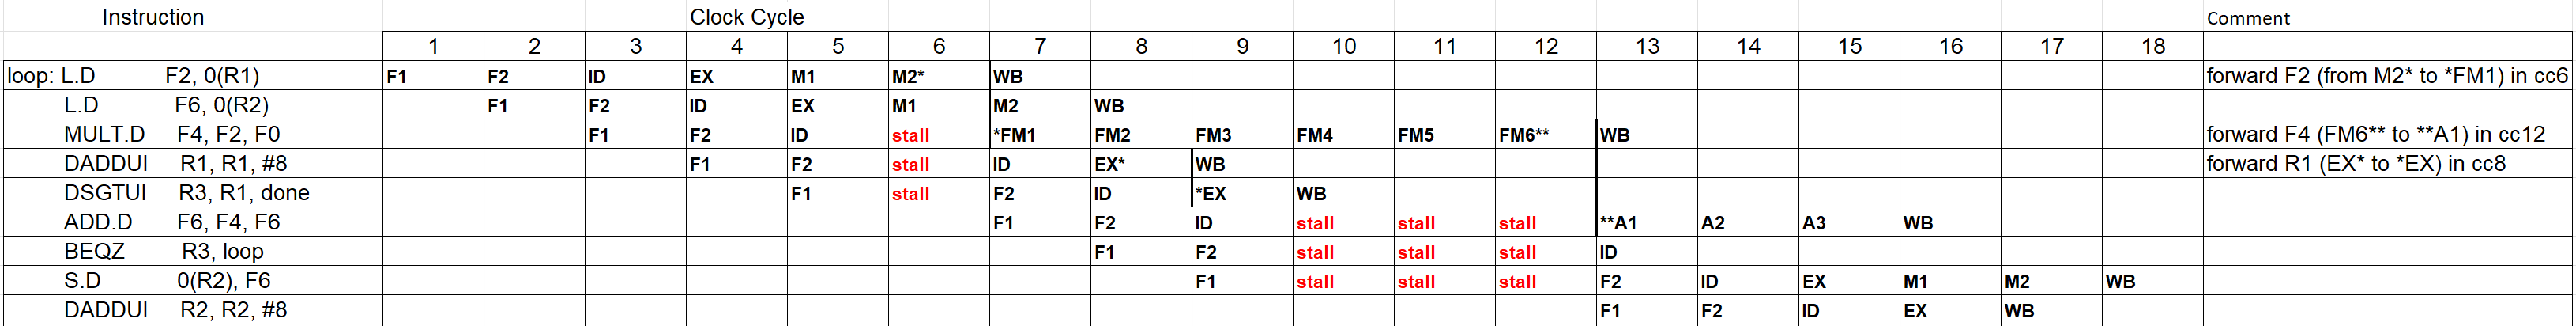 Instruction Clock Cycle Comment
1 2 3 4 5 6 7 8 9 10 11 12 13 14 15 16 17 18
loop: L.D F2, 0(R1) F1 F2 ID EX M1 M2* WB forward F2 (from M2* to *FM1) in cc6
L.D F6, 0(R2) F1 F2 ID EX M1 M2 WB
MULT.D F4, F2, F0 F1 F2 ID stall *FM1 FM2 FM3 FM4 FM5 FM6** WB forward F4 (FM6** to **A1) in cc12
DADDUI R1, R1, #8 F1 F2 stall ID EX* WB forward R1 (EX* to *EX) in cc8
DSGTUI R3, R1, done F1 stall F2 ID *EX WB
ADD.D F6, F4, F6 F1 F2 ID stall stall stall **A1 A2 A3 WB
BEQZ R3, loop F1 F2 stall stall stall ID
S.D 0(R2), F6 F1 stall stall stall F2 ID EX M1 M2 WB
DADDUI R2, R2, #8 F1 F2 ID EX WB